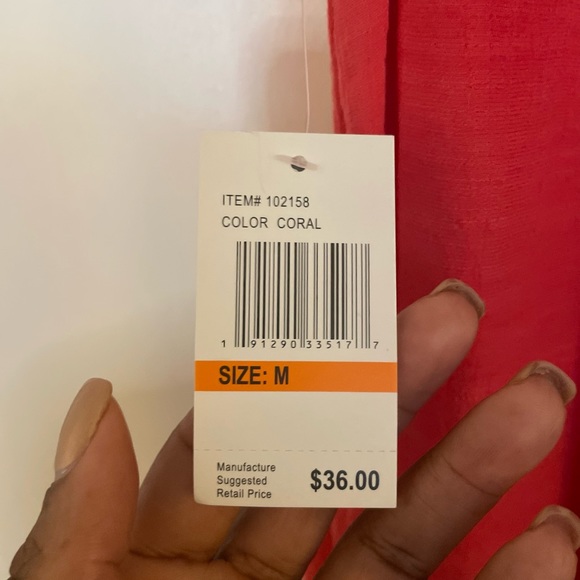 ITEM# 102158
COLOR CORAL
1 91290 33517 7
SIZE: M
Manufacture
Suggested
Retail Price
$36.00